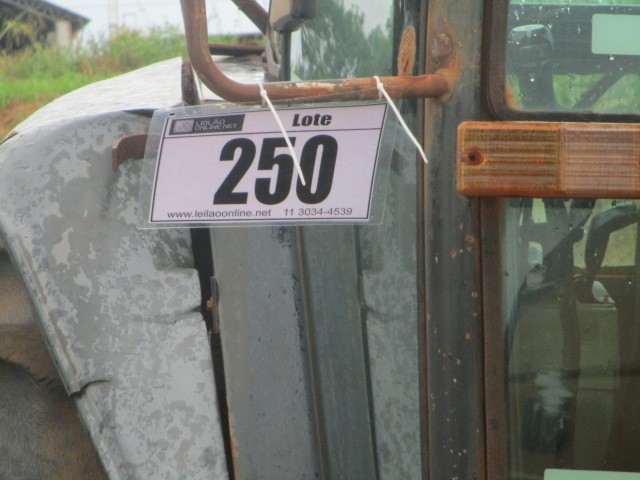 LEILÃO
ONLINE.NET
Lote
250
www.leilaoonline.net 11 3034-4539